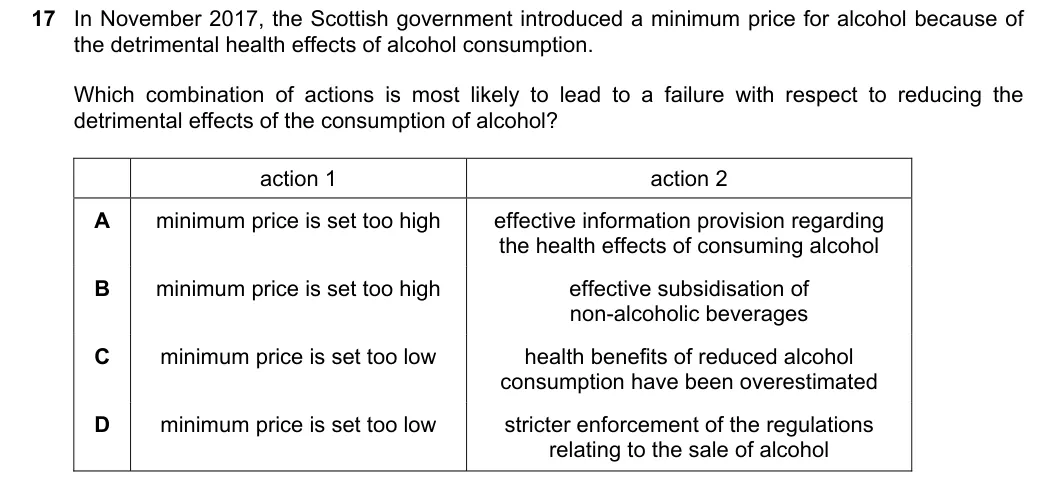 17 In November 2017, the Scottish government introduced a minimum price for alcohol because of
the detrimental health effects of alcohol consumption.
Which combination of actions is most likely to lead to a failure with respect to reducing the
detrimental effects of the consumption of alcohol?
action 1 action 2
A minimum price is set too high effective information provision regarding
the health effects of consuming alcohol
B minimum price is set too high effective subsidisation of
non-alcoholic beverages
C minimum price is set too low health benefits of reduced alcohol
consumption have been overestimated
D minimum price is set too low stricter enforcement of the regulations
relating to the sale of alcohol